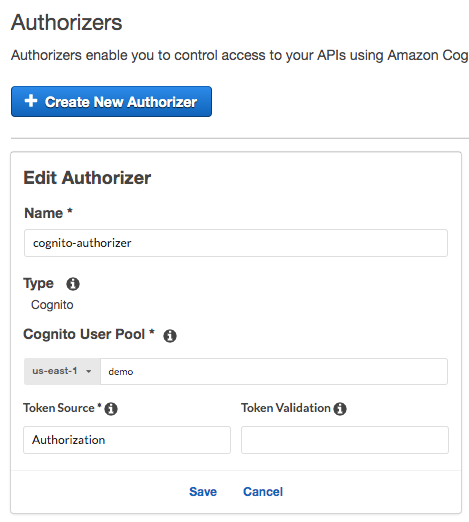 Authorizers
Authorizers enable you to control access to your APIs using Amazon Cog
+ Create New Authorizer
Edit Authorizer
Name *
cognito-authorizer
Type
Cognito
Cognito User Pool *
us-east-1 demo
Token Source * Token Validation
Authorization
Save Cancel